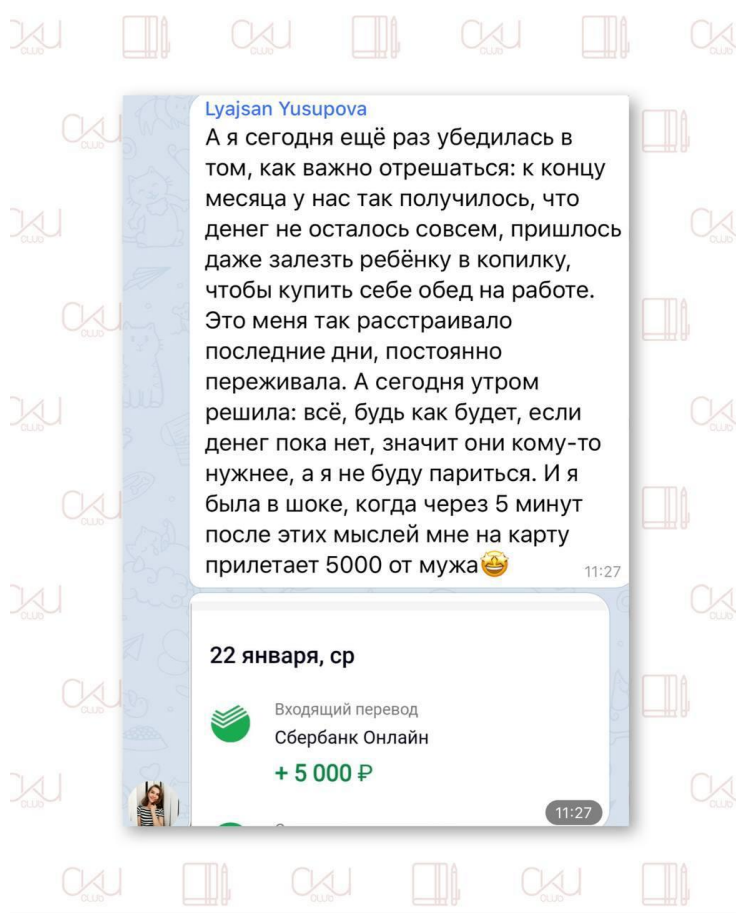 Lyajsan Yusupova
А я сегодня ещё раз убедилась в
том, как важно отрешаться: к концу
месяца у нас так получилось, что
денег не осталось совсем, пришлось
даже залезть ребёнку в копилку,
чтобы купить себе обед на работе.
Это меня так расстраивало
последние дни, постоянно
переживала. А сегодня утром
решила: всё, будь как будет, если
денег пока нет, значит они кому-то
нужнее, а я не буду париться. И я
была в шоке, когда через 5 минут
после этих мыслей мне на карту
прилетает 5000 от мужа🤩
11:27
22 января, ср
Входящий перевод
Сбербанк Онлайн
+ 5 000 ₽
11:27